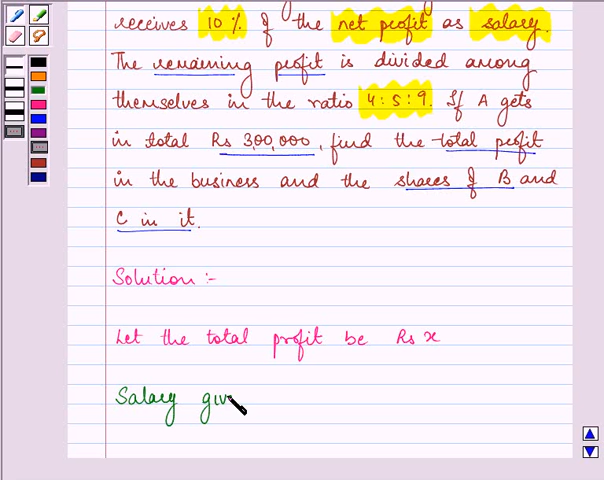 receives 10% of the net profit as salary.
The remaining profit is divided among
themselves in the ratio 4:5:9. If A gets
in total Rs 300,000, find the total profit
in the business and the shares of B and
C in it.
Solution :-
Let the total profit be Rs x
Salary giv